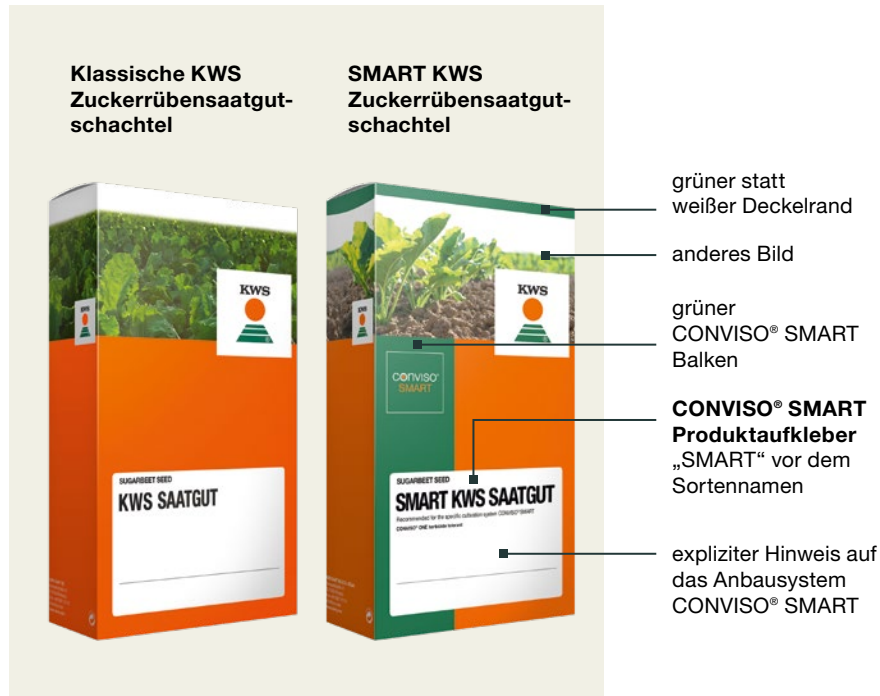 Klassische KWS
Zuckerrübensaatgut-
schachtel
SMART KWS
Zuckerrübensaatgut-
schachtel
KWS
SUGARBEET SEED
KWS SAATGUT
KWS
CONVISO®
SMART
SUGARBEET SEED
SMART KWS SAATGUT
Recommended for the specific cultivation system CONVISO® SMART
CONVISO® ONE herbicide tolerant
grüner statt
weißer Deckelrand
anderes Bild
grüner
CONVISO® SMART
Balken
CONVISO® SMART
Produktaufkleber
„SMART“ vor dem
Sortennamen
expliziter Hinweis auf
das Anbausystem
CONVISO® SMART